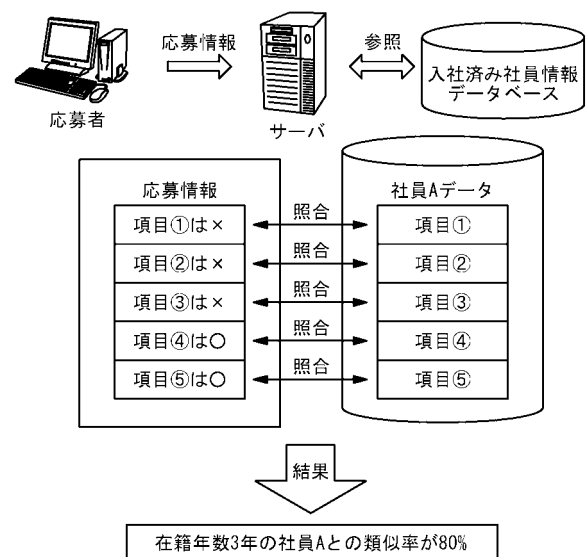 応募情報
参照
入社済み社員情報
データベース
応募者
サーバ
応募情報
社員Aデータ
項目①は×
照合
項目①
項目②は×
照合
項目②
項目③は×
照合
項目③
項目④は○
照合
項目④
項目⑤は○
照合
項目⑤
結果
在籍年数3年の社員Aとの類似率が80%